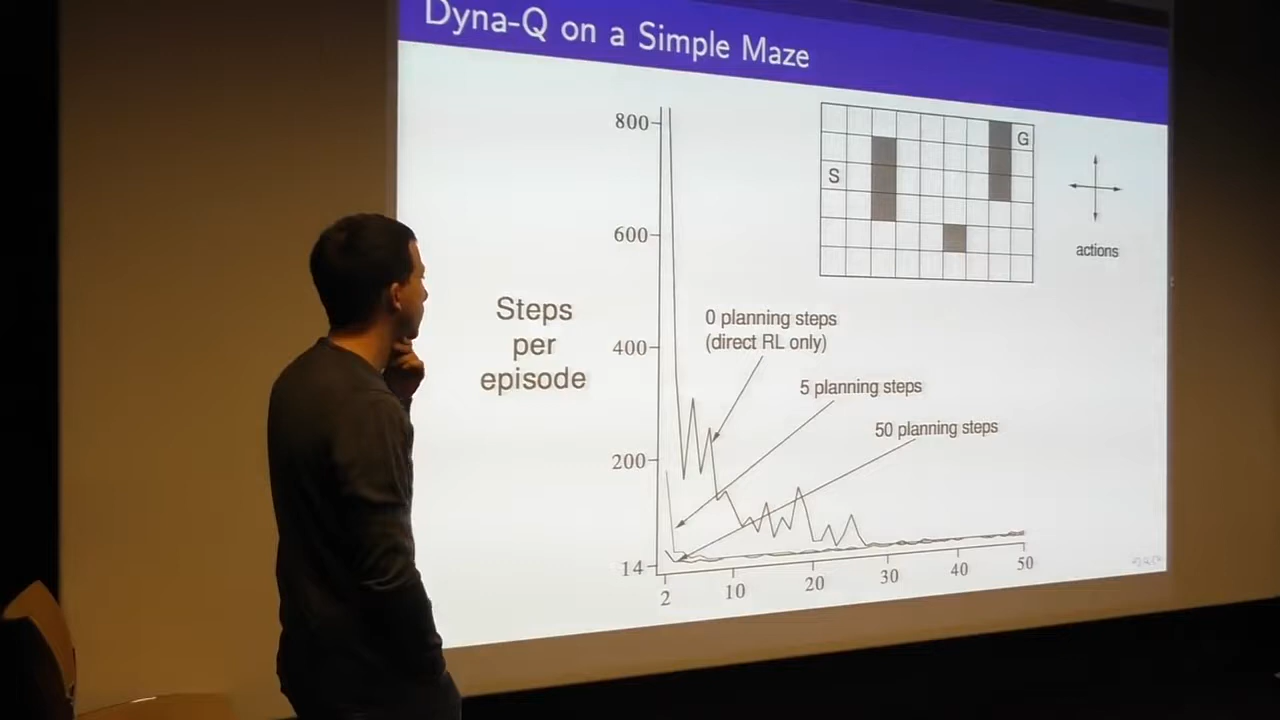 Dyna-Q on a Simple Maze
800
600
400
200
14
Steps
per
episode
0 planning steps
(direct RL only)
5 planning steps
50 planning steps
S
G
actions
2
10
20
30
40
50